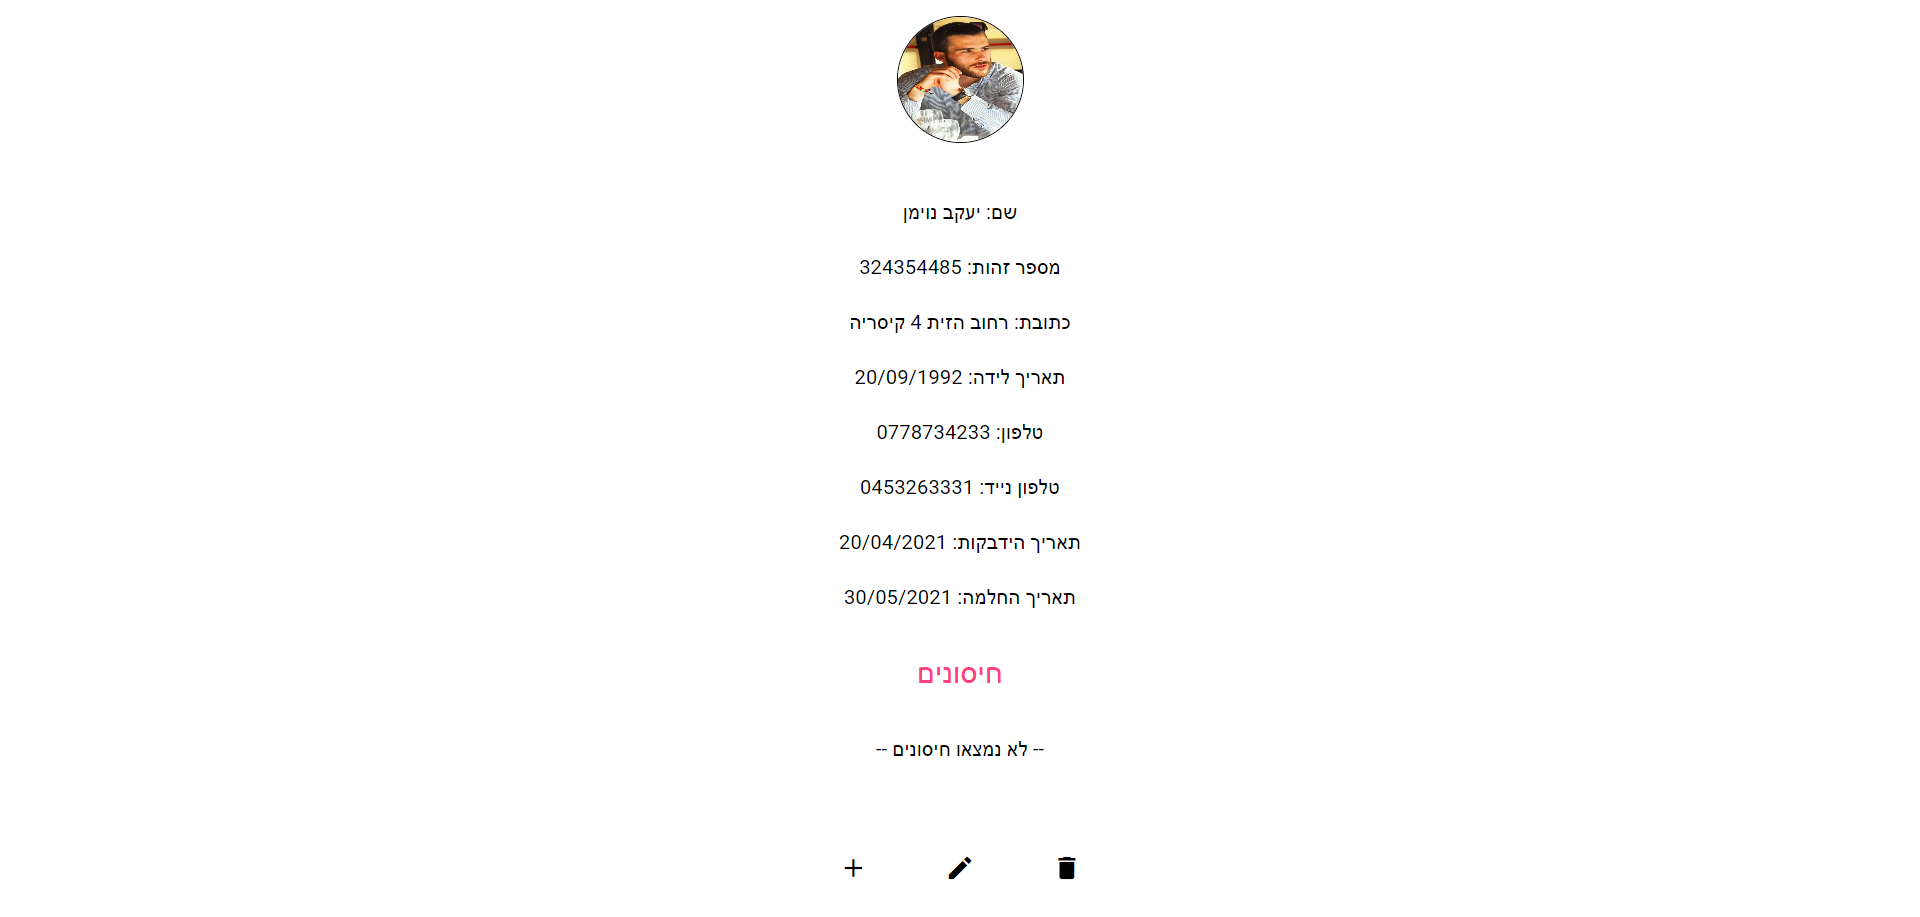 שם: יעקב נוימן
מספר זהות: 324354485
כתובת: רחוב הזית 4 קיסריה
תאריך לידה: 20/09/1992
טלפון: 0778734233
טלפון נייד: 0453263331
תאריך הידבקות: 20/04/2021
תאריך החלמה: 30/05/2021
חיסונים
-- לא נמצאו חיסונים --